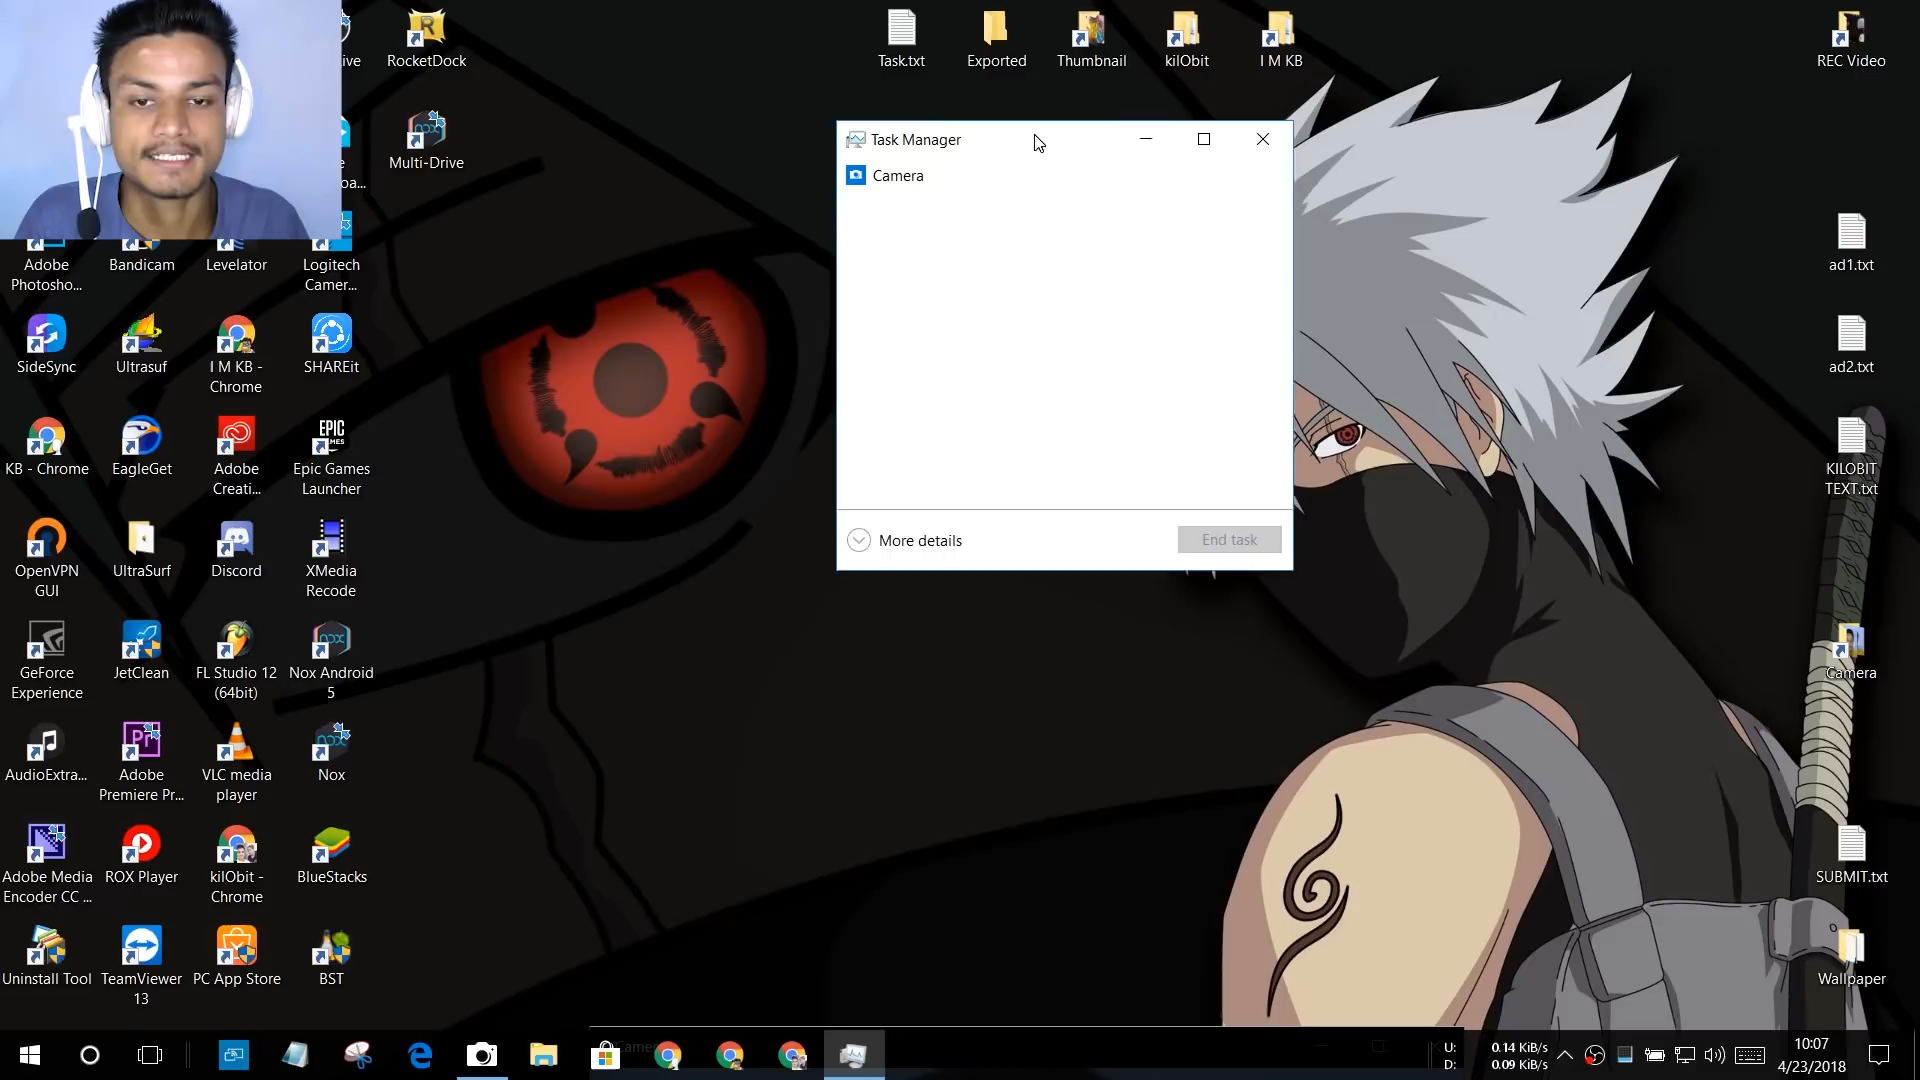 ive
RocketDock
Task.txt
Exported
Thumbnail
kilObit
I M KB
REC Video
Task Manager
Camera
e
oa...
Multi-Drive
Adobe
Photosho...
Bandicam
Levelator
Logitech
Camer...
ad1.txt
SideSync
Ultrasuf
I M KB -
Chrome
SHAREit
ad2.txt
KB - Chrome
EagleGet
Adobe
Creati...
EPIC
GAMES
Epic Games
Launcher
KILOBIT
TEXT.txt
More details
End task
OpenVPN
GUI
UltraSurf
Discord
XMedia
Recode
GeForce
Experience
JetClean
FL Studio 12
(64bit)
nox
Nox Android
5
Camera
AudioExtra...
Pr
Adobe
Premiere Pr...
VLC media
player
Nox
Adobe Media
Encoder CC ...
ROX Player
kilObit -
Chrome
BlueStacks
SUBMIT.txt
Uninstall Tool
TeamViewer
13
PC App Store
BST
Wallpaper
U: 0.14 KiB/s
D: 0.09 KiB/s
10:07
4/23/2018